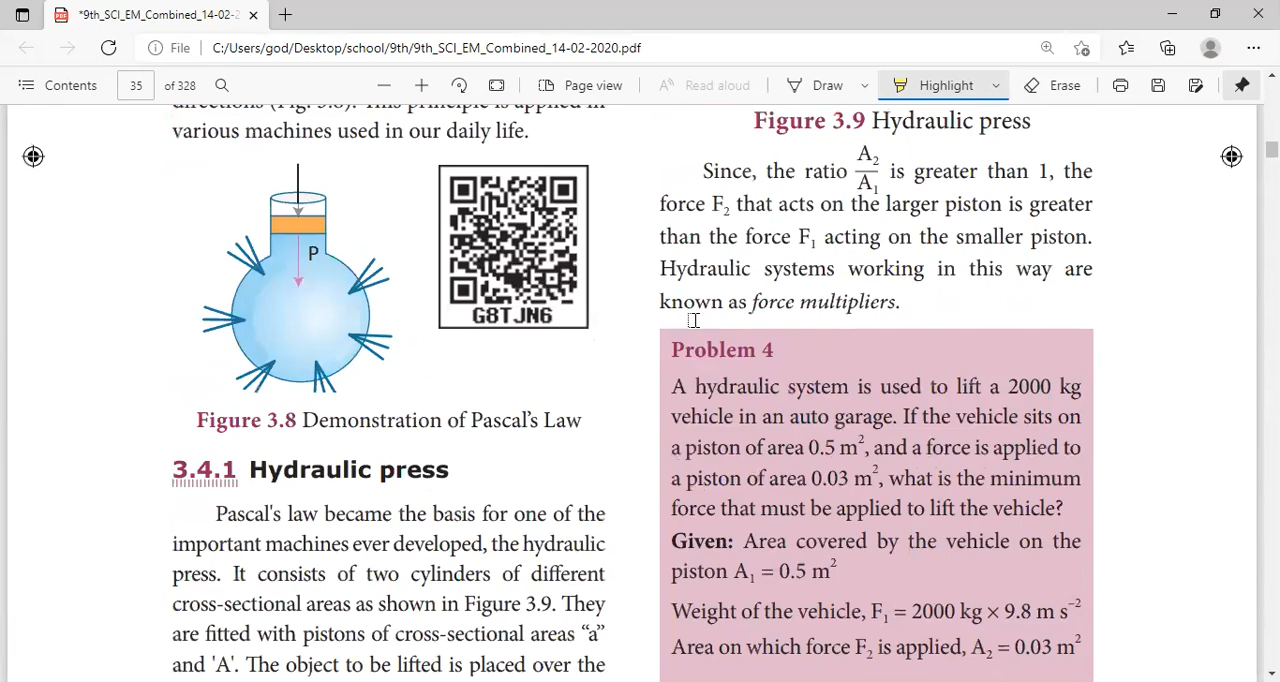 *9th_SCI_EM_Combined_14-02-2
File
C:/Users/god/Desktop/school/9th/9th_SCI_EM_Combined_14-02-2020.pdf
Contents
35
of 328
Page view
Read aloud
Draw
Highlight
Erase
directions (Fig. 3.8). This principle is applied in
various machines used in our daily life.
P
G8TJN6
Figure 3.8 Demonstration of Pascal's Law
3.4.1 Hydraulic press
Pascal's law became the basis for one of the
important machines ever developed, the hydraulic
press. It consists of two cylinders of different
cross-sectional areas as shown in Figure 3.9. They
are fitted with pistons of cross-sectional areas “a”
and 'A'. The object to be lifted is placed over the
Figure 3.9 Hydraulic press
Since, the ratio A₂/A₁ is greater than 1, the
force F₂ that acts on the larger piston is greater
than the force F₁ acting on the smaller piston.
Hydraulic systems working in this way are
known as force multipliers.
Problem 4
A hydraulic system is used to lift a 2000 kg
vehicle in an auto garage. If the vehicle sits on
a piston of area 0.5 m², and a force is applied to
a piston of area 0.03 m², what is the minimum
force that must be applied to lift the vehicle?
Given: Area covered by the vehicle on the
piston A₁ = 0.5 m²
Weight of the vehicle, F₁ = 2000 kg × 9.8 m s⁻²
Area on which force F₂ is applied, A₂ = 0.03 m²